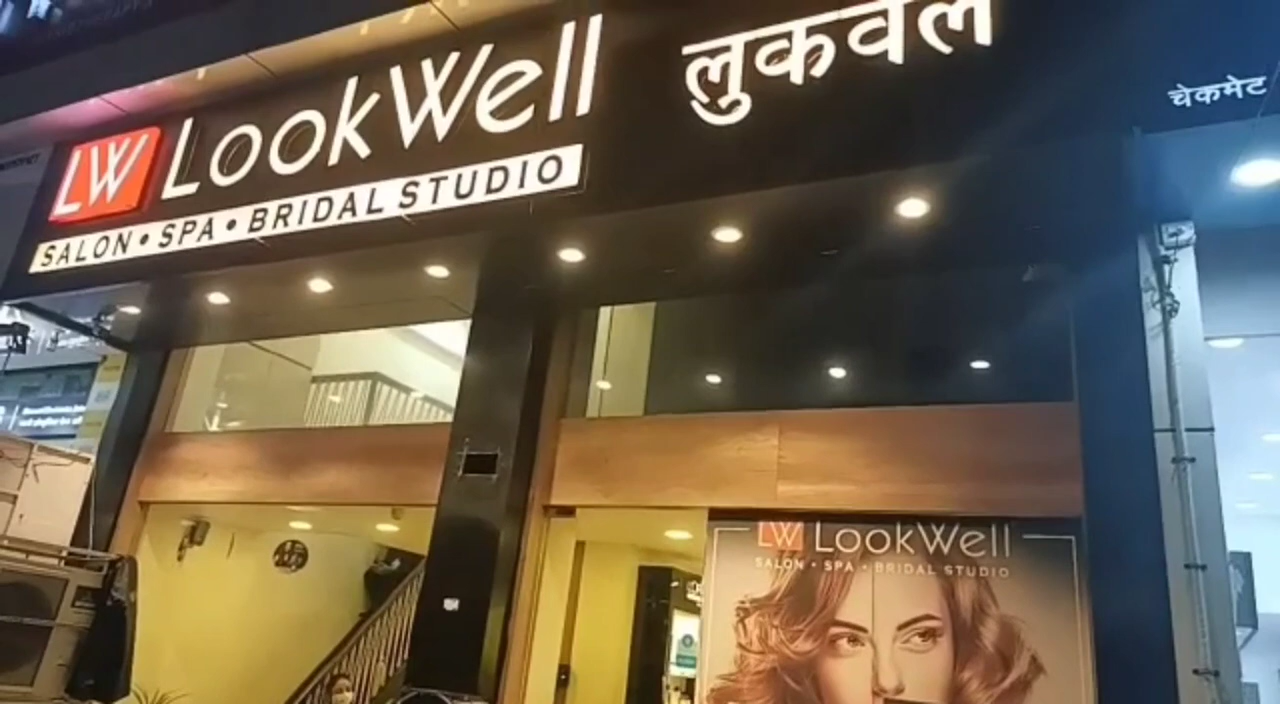 LW LookWell
SALON • SPA • BRIDAL STUDIO
लुकवेल
चेकमेट
LW LookWell
SALON • SPA • BRIDAL STUDIO